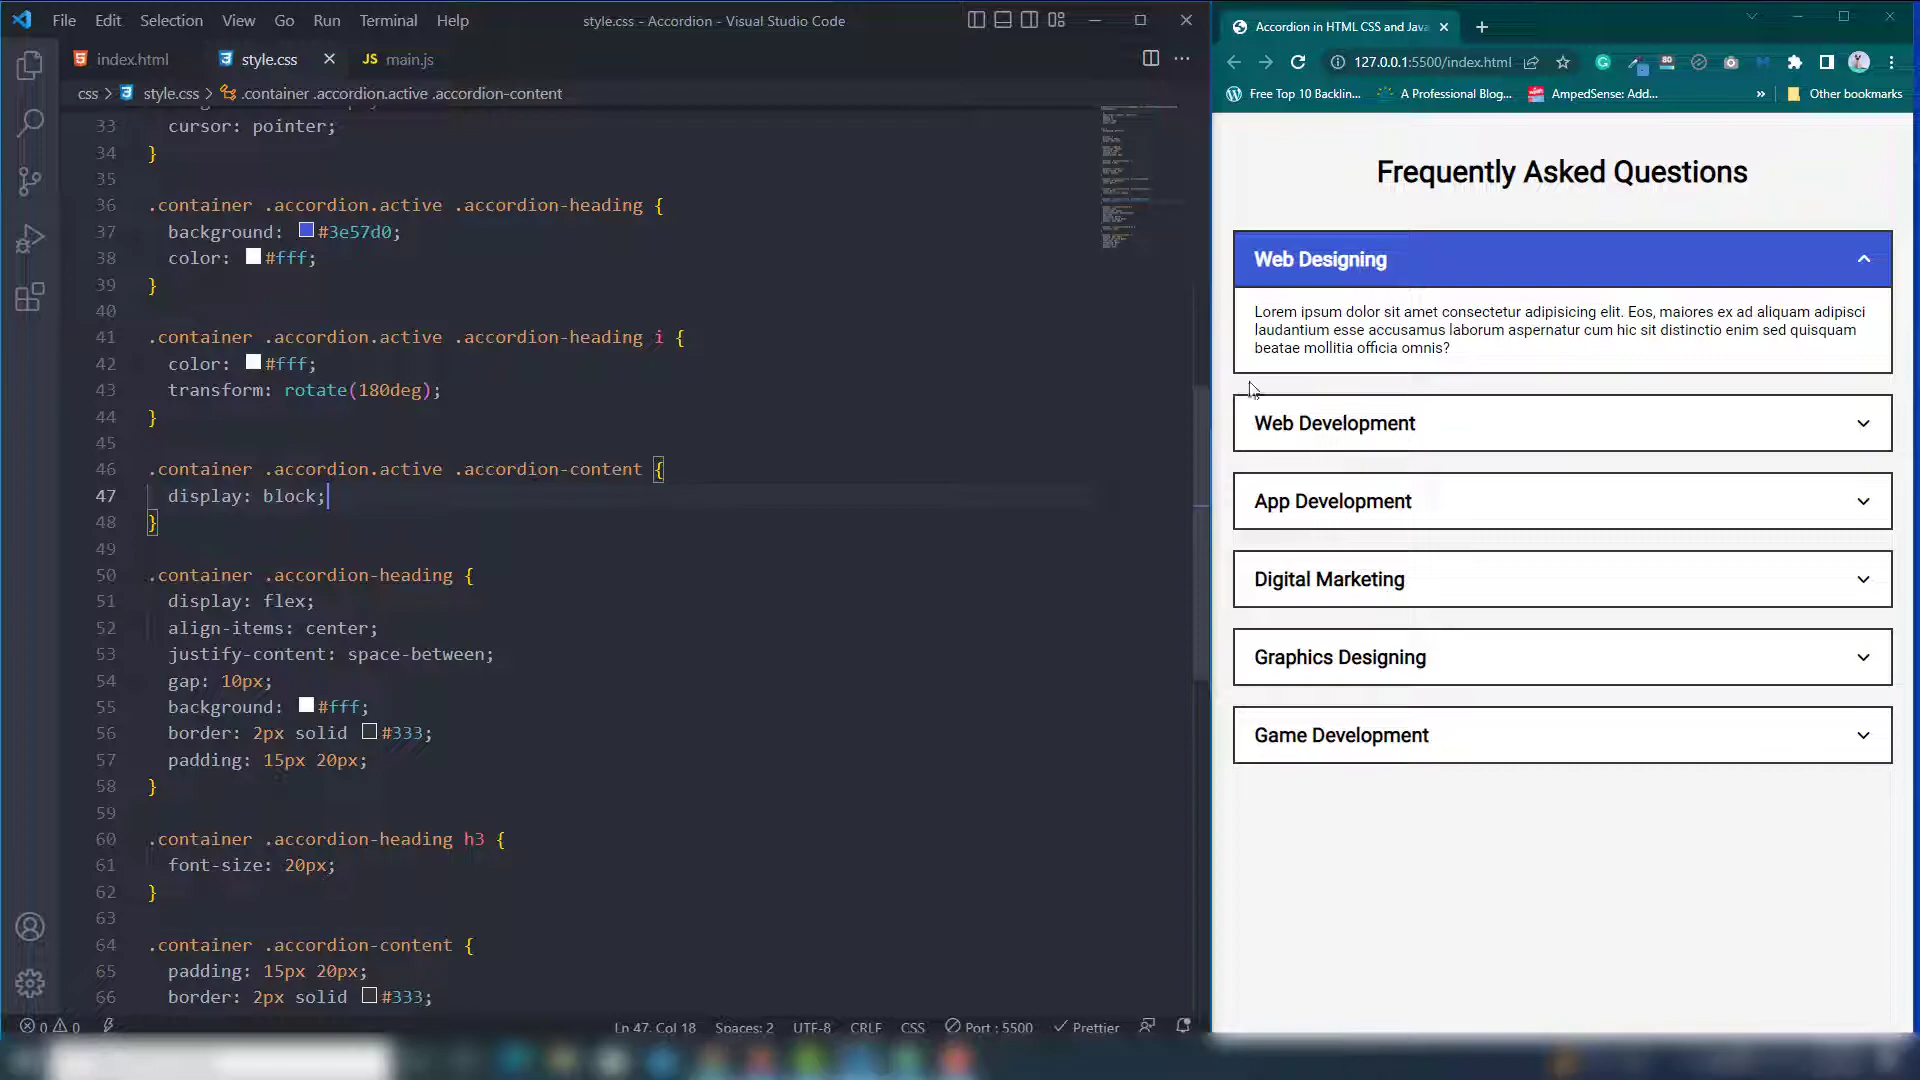 File Edit Selection View Go Run Terminal Help
style.css - Accordion - Visual Studio Code
index.html
style.css
JS main.js
css > style.css > .container .accordion.active .accordion-content
33 cursor: pointer;
34 }
35
36 .container .accordion.active .accordion-heading {
37 background: #3e57d0;
38 color: #fff;
39 }
40
41 .container .accordion.active .accordion-heading i {
42 color: #fff;
43 transform: rotate(180deg);
44 }
45
46 .container .accordion.active .accordion-content {
47 display: block;
48 }
49
50 .container .accordion-heading {
51 display: flex;
52 align-items: center;
53 justify-content: space-between;
54 gap: 10px;
55 background: #fff;
56 border: 2px solid #333;
57 padding: 15px 20px;
58 }
59
60 .container .accordion-heading h3 {
61 font-size: 20px;
62 }
63
64 .container .accordion-content {
65 padding: 15px 20px;
66 border: 2px solid #333;
0 0
Ln 47, Col 18 Spaces: 2 UTF-8 CRLF CSS Port : 5500 Prettier
Accordion in HTML CSS and Java
127.0.0.1:5500/index.html
Free Top 10 Backlin...
A Professional Blog...
AmpedSense: Add...
» Other bookmarks
Frequently Asked Questions
Web Designing
Lorem ipsum dolor sit amet consectetur adipisicing elit. Eos, maiores ex ad aliquam adipisci
laudantium esse accusamus laborum aspernatur cum hic sit distinctio enim sed quisquam
beatae mollitia officia omnis?
Web Development
App Development
Digital Marketing
Graphics Designing
Game Development